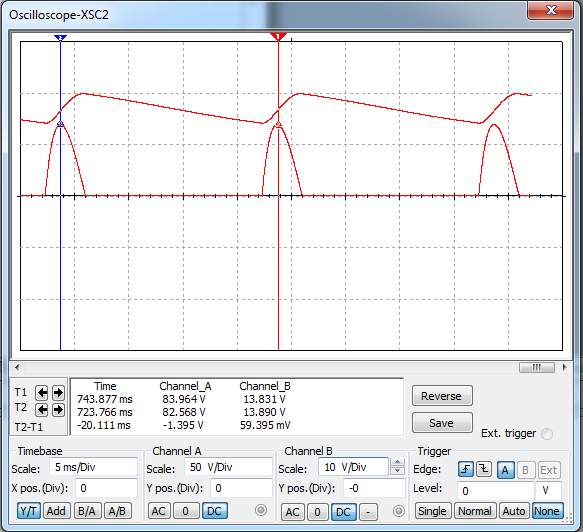 Oscilloscope-XSC2
2 1
T1
T2
T2-T1
Time Channel_A Channel_B
743.877 ms 83.964 V 13.831 V
723.766 ms 82.568 V 13.890 V
-20.111 ms -1.395 V 59.395 mV
Reverse
Save
Ext. trigger
Timebase
Scale: 5 ms/Div
X pos.(Div): 0
Y/T Add B/A A/B
Channel A
Scale: 50 V/Div
Y pos.(Div): 0
AC 0 DC
Channel B
Scale: 10 V/Div
Y pos.(Div): -0
AC 0 DC -
Trigger
Edge: A B Ext
Level: 0 V
Single Normal Auto None